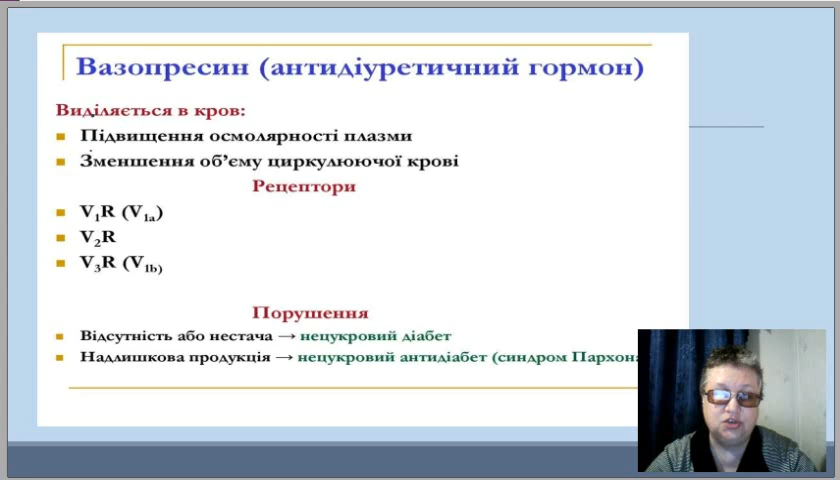 Вазопресин (антидіуретичний гормон)
Виділяється в кров:
Підвищення осмолярності плазми
Зменшення об’єму циркулюючої крові
Рецептори
V1R (V1a)
V2R
V3R (V1b)
Порушення
Відсутність або нестача → нецукровий діабет
Надлишкова продукція → нецукровий антидіабет (синдром Пархона